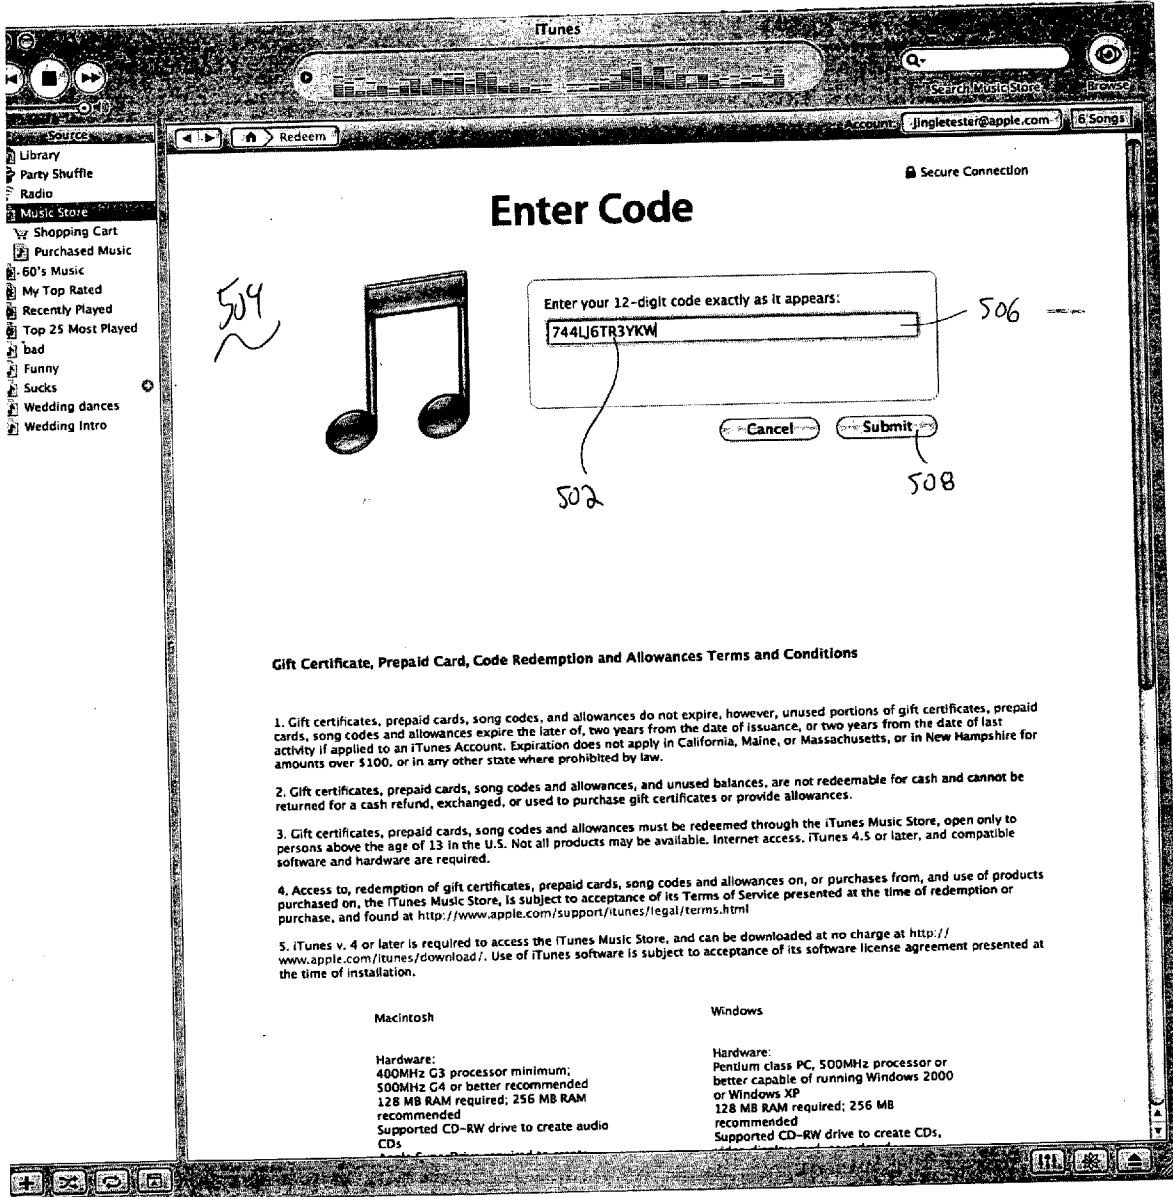 iTunes
Search Music Store
Browse
Source
Redeem
Account:
jingletester@apple.com
6 Songs
Library
Party Shuffle
Radio
Music Store
Shopping Cart
Purchased Music
60's Music
My Top Rated
Recently Played
Top 25 Most Played
bad
Funny
Sucks
Wedding dances
Wedding Intro
Secure Connection
Enter Code
504
Enter your 12-digit code exactly as it appears:
744LJ6TR3YKW
506
Cancel
Submit
502
508
Gift Certificate, Prepaid Card, Code Redemption and Allowances Terms and Conditions
1. Gift certificates, prepaid cards, song codes, and allowances do not expire, however, unused portions of gift certificates, prepaid
cards, song codes and allowances expire the later of, two years from the date of issuance, or two years from the date of last
activity if applied to an iTunes Account. Expiration does not apply in California, Maine, or Massachusetts, or in New Hampshire for
amounts over $100, or in any other state where prohibited by law.
2. Gift certificates, prepaid cards, song codes and allowances, and unused balances, are not redeemable for cash and cannot be
returned for a cash refund, exchanged, or used to purchase gift certificates or provide allowances.
3. Gift certificates, prepaid cards, song codes and allowances must be redeemed through the iTunes Music Store, open only to
persons above the age of 13 in the U.S. Not all products may be available. Internet access, iTunes 4.5 or later, and compatible
software and hardware are required.
4. Access to, redemption of gift certificates, prepaid cards, song codes and allowances on, or purchases from, and use of products
purchased on, the iTunes Music Store, is subject to acceptance of its Terms of Service presented at the time of redemption or
purchase, and found at http://www.apple.com/support/itunes/legal/terms.html
5. iTunes v. 4 or later is required to access the iTunes Music Store, and can be downloaded at no charge at http://
www.apple.com/itunes/download/. Use of iTunes software is subject to acceptance of its software license agreement presented at
the time of installation.
Macintosh
Hardware:
400MHz G3 processor minimum;
500MHz G4 or better recommended
128 MB RAM required; 256 MB RAM
recommended
Supported CD-RW drive to create audio
CDs
Windows
Hardware:
Pentium class PC, 500MHz processor or
better capable of running Windows 2000
or Windows XP
128 MB RAM required; 256 MB
recommended
Supported CD-RW drive to create CDs,